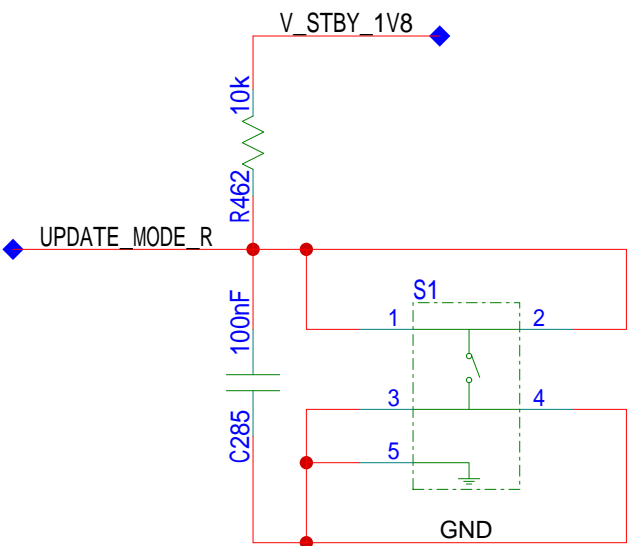 V_STBY_1V8
10k
R462
UPDATE_MODE_R
100nF
C285
S1
1
2
3
4
5
GND